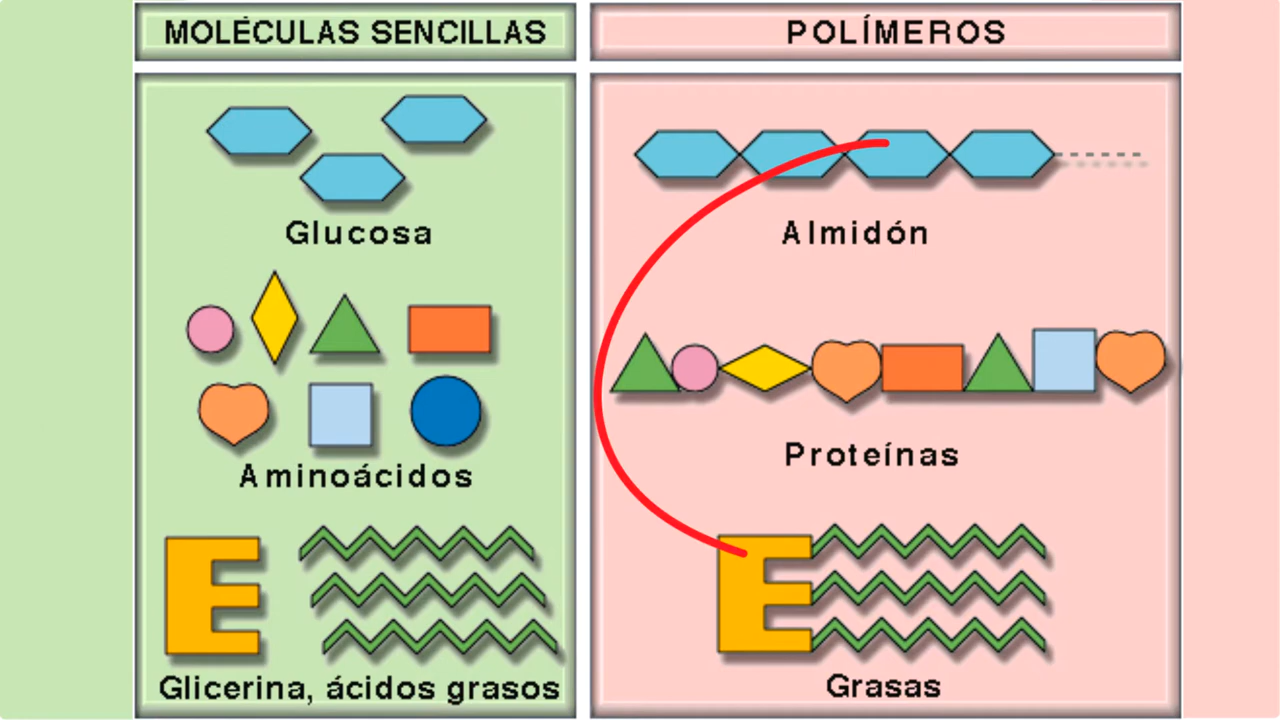 MOLÉCULAS SENCILLAS
POLÍMEROS
Glucosa
Almidón
Aminoácidos
Proteínas
Glicerina, ácidos grasos
Grasas